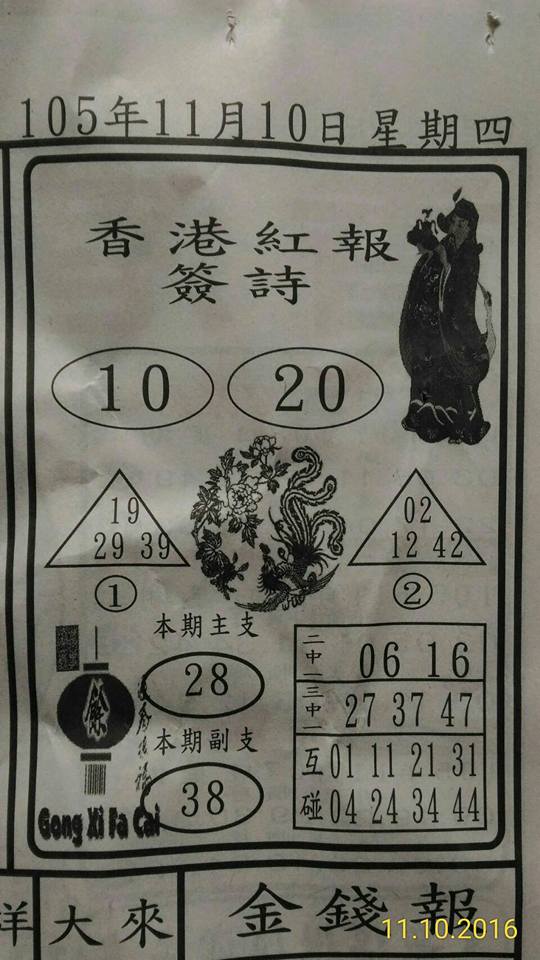 105年11月10日 星期四
香港紅報
簽詩
10 20
19
29 39
02
12 42
① ②
本期主支
28
本期副支
38
二中一 06 16
三中一 27 37 47
互 01 11 21 31
碰 04 24 34 44
Gong Xi Fa Cai
祥 大來 金錢報
11.10.2016